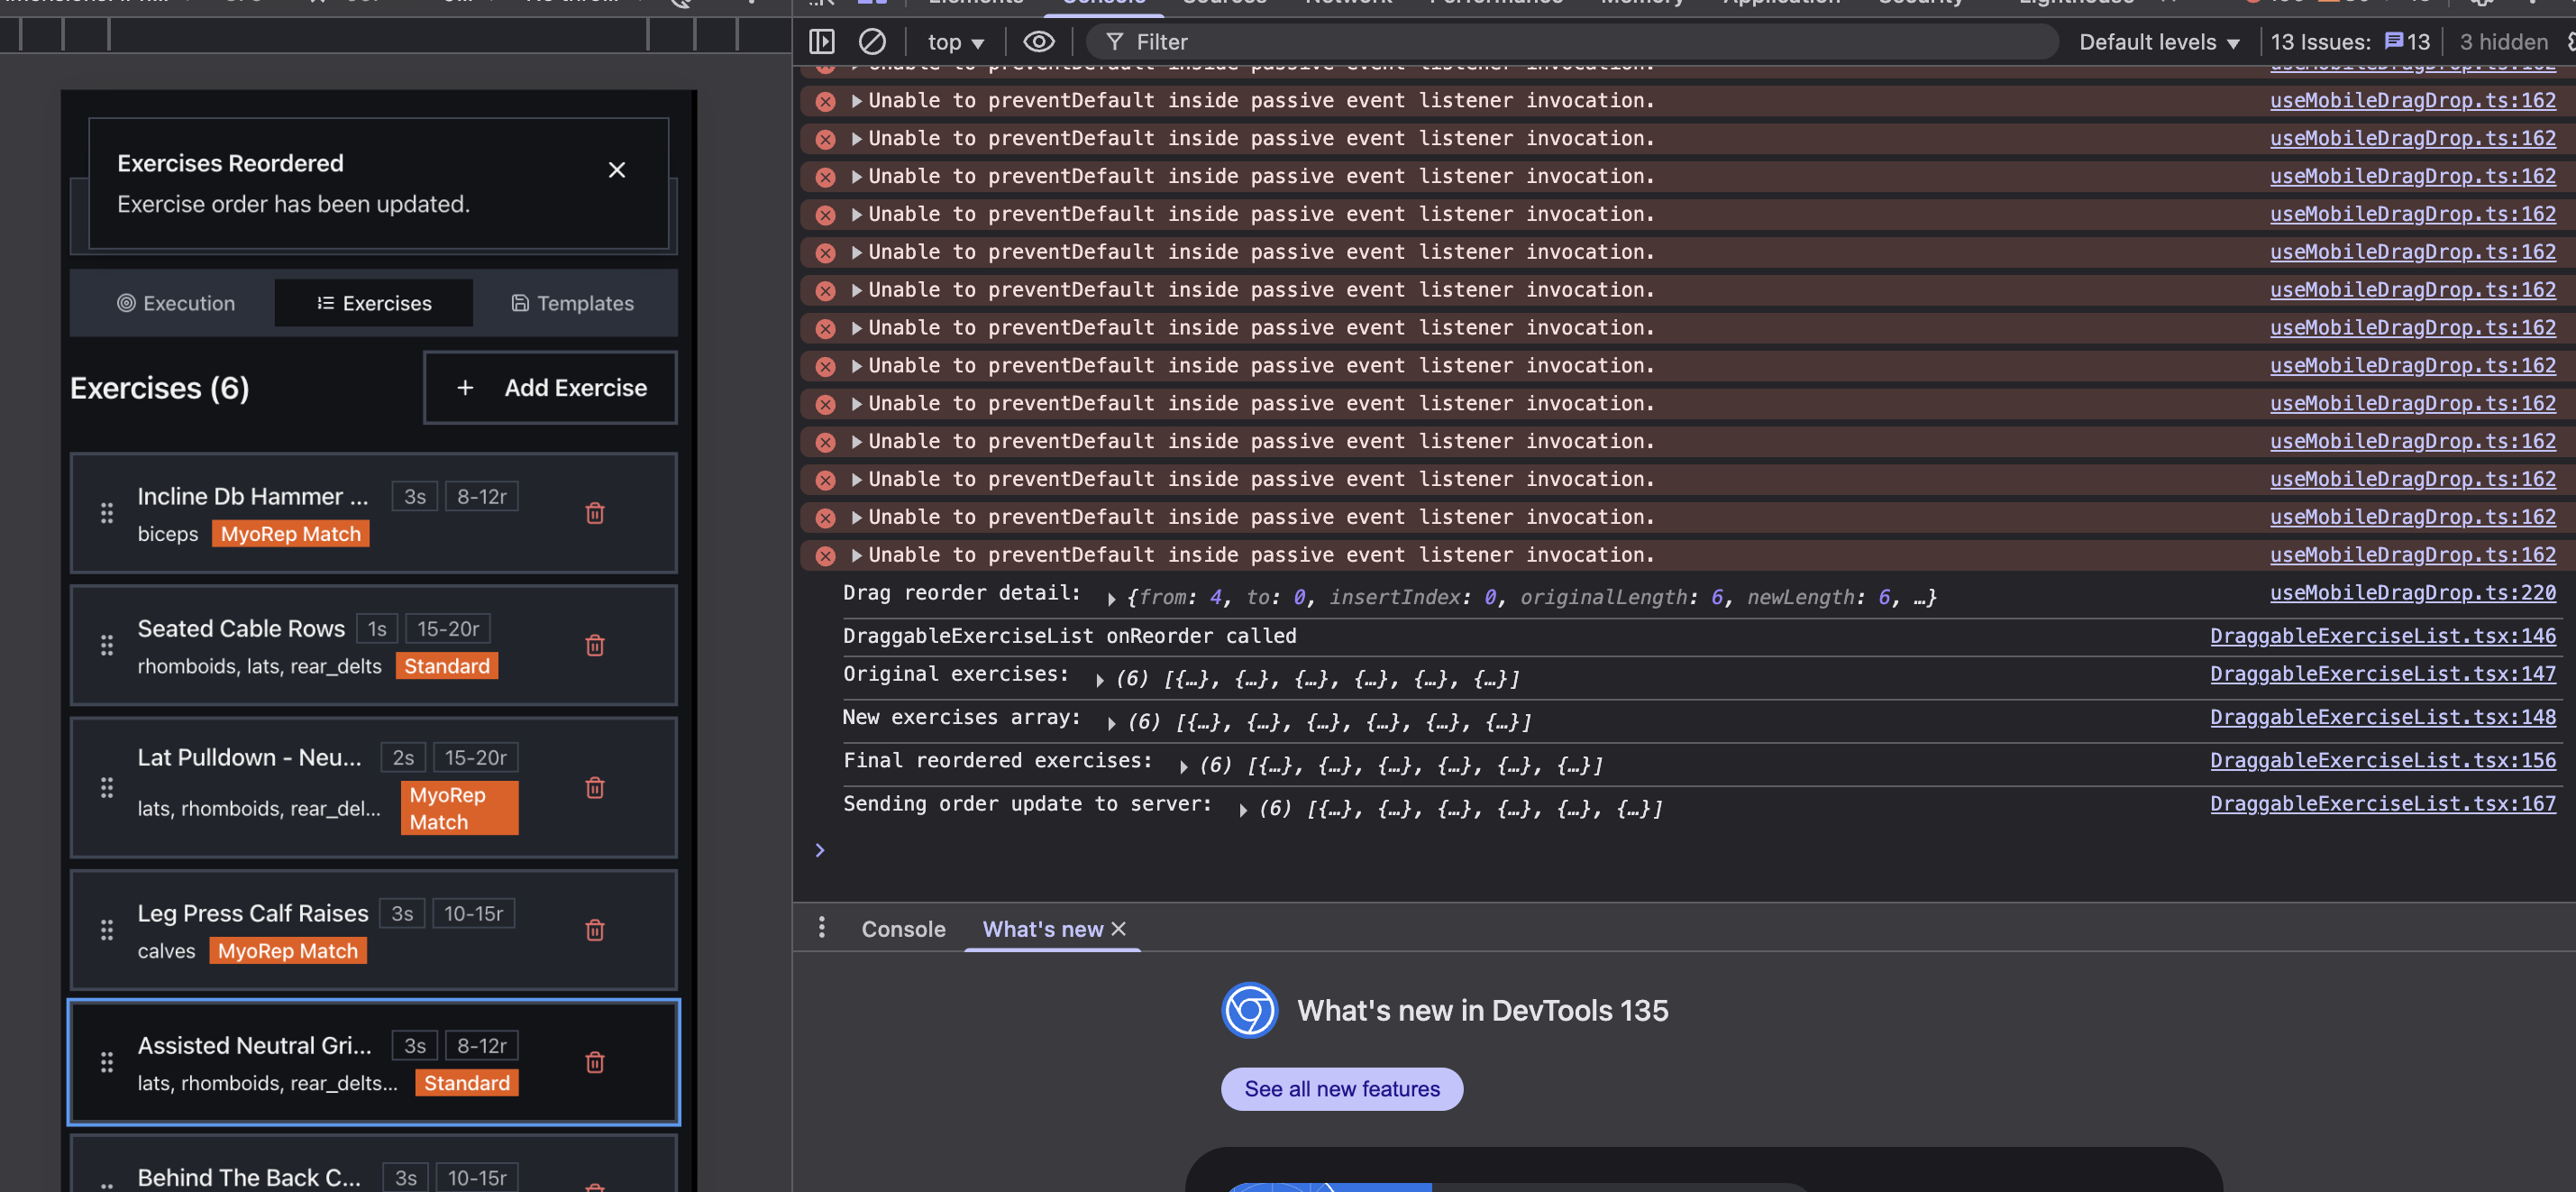 Elements
Console
Sources
Network
Performance
Memory
Application
Security
Lighthouse
top
Filter
Default levels
13 Issues:
13
3 hidden
Exercises Reordered
Exercise order has been updated.
Execution
Exercises
Templates
Exercises (6)
+ Add Exercise
Incline Db Hammer ... 3s 8-12r
biceps MyoRep Match
Seated Cable Rows 1s 15-20r
rhomboids, lats, rear_delts Standard
Lat Pulldown - Neu... 2s 15-20r
lats, rhomboids, rear_del... MyoRep
Match
Leg Press Calf Raises 3s 10-15r
calves MyoRep Match
Assisted Neutral Gri... 3s 8-12r
lats, rhomboids, rear_delts... Standard
Behind The Back C... 3s 10-15r
Unable to preventDefault inside passive event listener invocation. useMobileDragDrop.ts:162
Unable to preventDefault inside passive event listener invocation. useMobileDragDrop.ts:162
Unable to preventDefault inside passive event listener invocation. useMobileDragDrop.ts:162
Unable to preventDefault inside passive event listener invocation. useMobileDragDrop.ts:162
Unable to preventDefault inside passive event listener invocation. useMobileDragDrop.ts:162
Unable to preventDefault inside passive event listener invocation. useMobileDragDrop.ts:162
Unable to preventDefault inside passive event listener invocation. useMobileDragDrop.ts:162
Unable to preventDefault inside passive event listener invocation. useMobileDragDrop.ts:162
Unable to preventDefault inside passive event listener invocation. useMobileDragDrop.ts:162
Unable to preventDefault inside passive event listener invocation. useMobileDragDrop.ts:162
Unable to preventDefault inside passive event listener invocation. useMobileDragDrop.ts:162
Unable to preventDefault inside passive event listener invocation. useMobileDragDrop.ts:162
Unable to preventDefault inside passive event listener invocation. useMobileDragDrop.ts:162
Unable to preventDefault inside passive event listener invocation. useMobileDragDrop.ts:162
Drag reorder detail: {from: 4, to: 0, insertIndex: 0, originalLength: 6, newLength: 6, …} useMobileDragDrop.ts:220
DraggableExerciseList onReorder called DraggableExerciseList.tsx:146
Original exercises: (6) [{…}, {…}, {…}, {…}, {…}, {…}] DraggableExerciseList.tsx:147
New exercises array: (6) [{…}, {…}, {…}, {…}, {…}, {…}] DraggableExerciseList.tsx:148
Final reordered exercises: (6) [{…}, {…}, {…}, {…}, {…}, {…}] DraggableExerciseList.tsx:156
Sending order update to server: (6) [{…}, {…}, {…}, {…}, {…}, {…}] DraggableExerciseList.tsx:167
Console
What's new
What's new in DevTools 135
See all new features